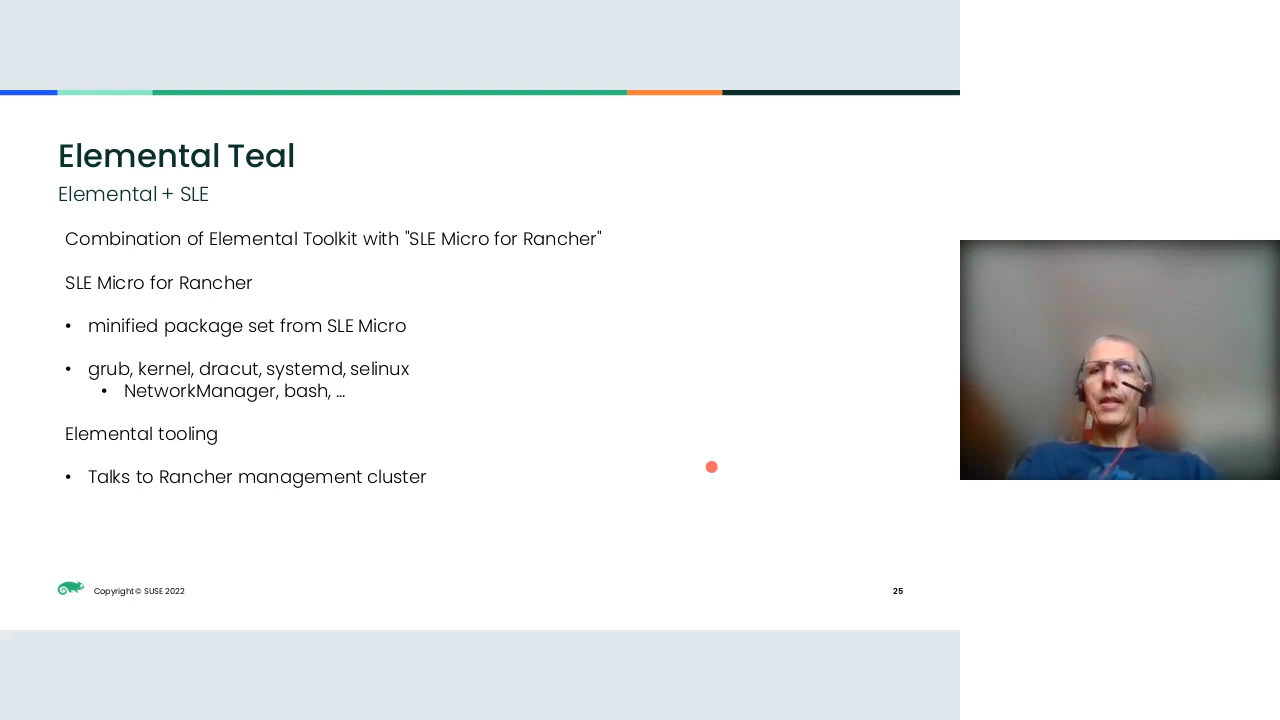 Elemental Teal
Elemental + SLE
Combination of Elemental Toolkit with "SLE Micro for Rancher"
SLE Micro for Rancher
• minified package set from SLE Micro
• grub, kernel, dracut, systemd, selinux
• NetworkManager, bash, ...
Elemental tooling
• Talks to Rancher management cluster
Copyright © SUSE 2022
25